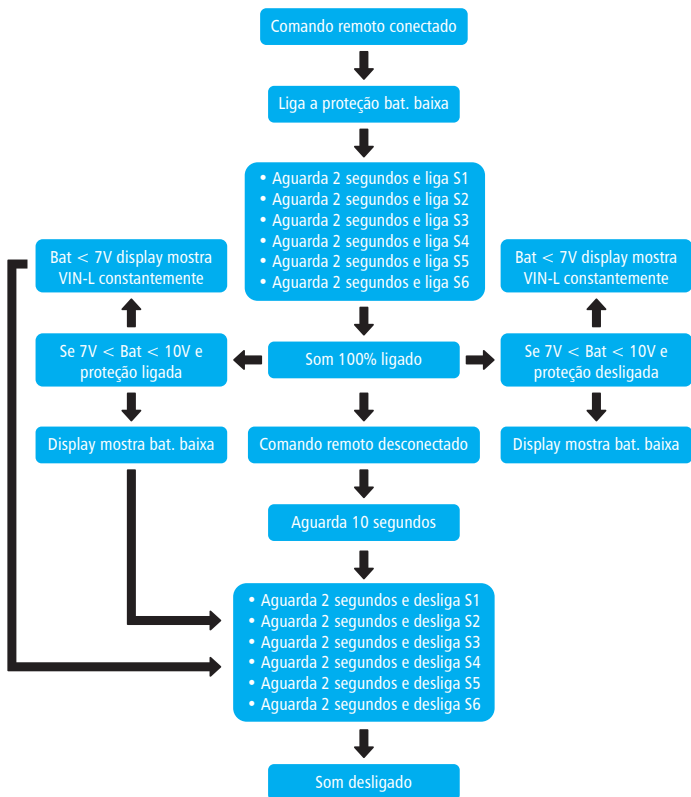 Comando remoto conectado
Liga a proteção bat. baixa
• Aguarda 2 segundos e liga S1
• Aguarda 2 segundos e liga S2
• Aguarda 2 segundos e liga S3
• Aguarda 2 segundos e liga S4
• Aguarda 2 segundos e liga S5
• Aguarda 2 segundos e liga S6
Bat < 7V display mostra
VIN-L constantemente
Bat < 7V display mostra
VIN-L constantemente
Se 7V < Bat < 10V e
proteção ligada
Som 100% ligado
Se 7V < Bat < 10V e
proteção desligada
Display mostra bat. baixa
Comando remoto desconectado
Display mostra bat. baixa
Aguarda 10 segundos
• Aguarda 2 segundos e desliga S1
• Aguarda 2 segundos e desliga S2
• Aguarda 2 segundos e desliga S3
• Aguarda 2 segundos e desliga S4
• Aguarda 2 segundos e desliga S5
• Aguarda 2 segundos e desliga S6
Som desligado